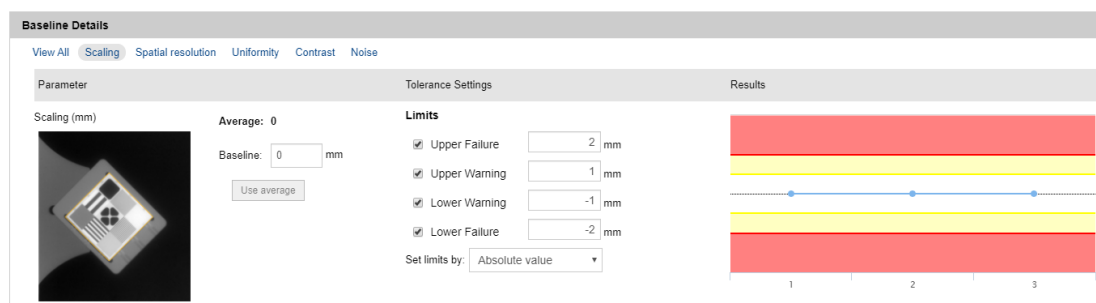 Baseline Details
View All Scaling Spatial resolution Uniformity Contrast Noise
Parameter Tolerance Settings Results
Scaling (mm) Average: 0 Limits
Upper Failure 2 mm
Baseline: 0 mm
Upper Warning 1 mm
Use average
Lower Warning -1 mm
Lower Failure -2 mm
Set limits by: Absolute value
1 2 3